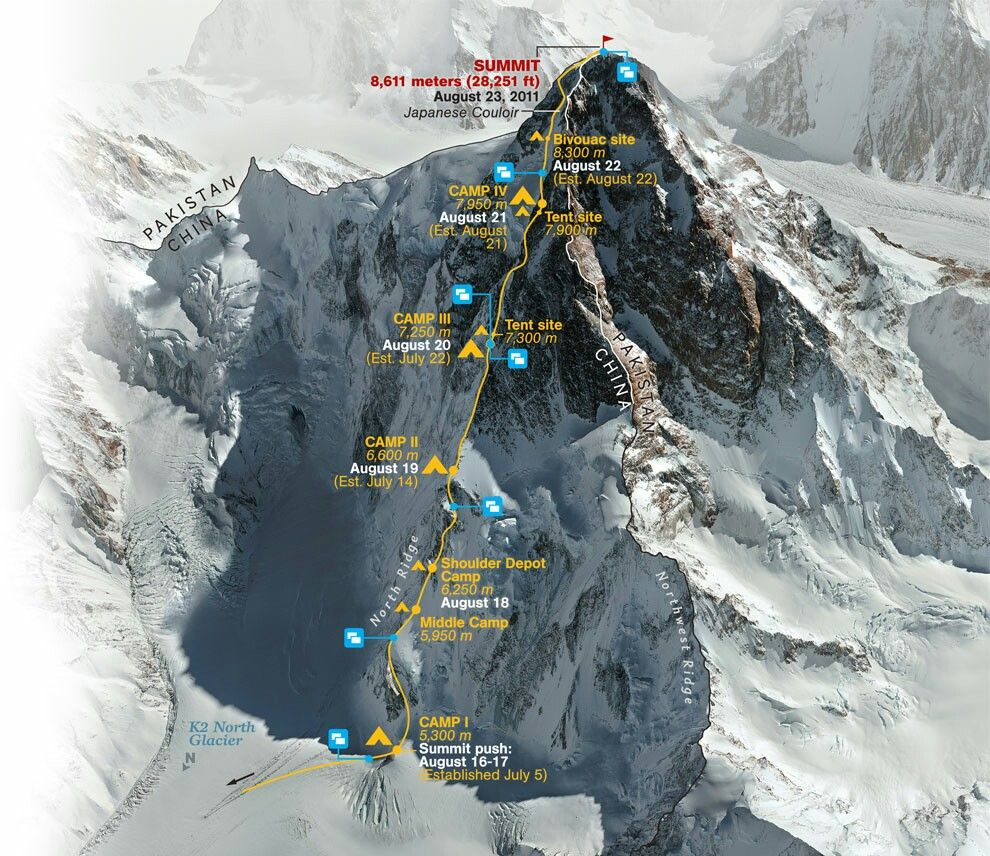 SUMMIT
8,611 meters (28,251 ft)
August 23, 2011
Japanese Couloir
Bivouac site
8,300 m
August 22
(Est. August 22)
PAKISTAN
CHINA
CAMP IV
7,950 m
August 21
(Est. August
21)
Tent site
7,900 m
CAMP III
7,250 m
August 20
(Est. July 22)
Tent site
7,300 m
PAKISTAN
CHINA
CAMP II
6,600 m
August 19
(Est. July 14)
North Ridge
Shoulder Depot
Camp
6,250 m
August 18
Middle Camp
5,950 m
Northwest Ridge
K2 North
Glacier
N
CAMP I
5,300 m
Summit push:
August 16-17
(Established July 5)